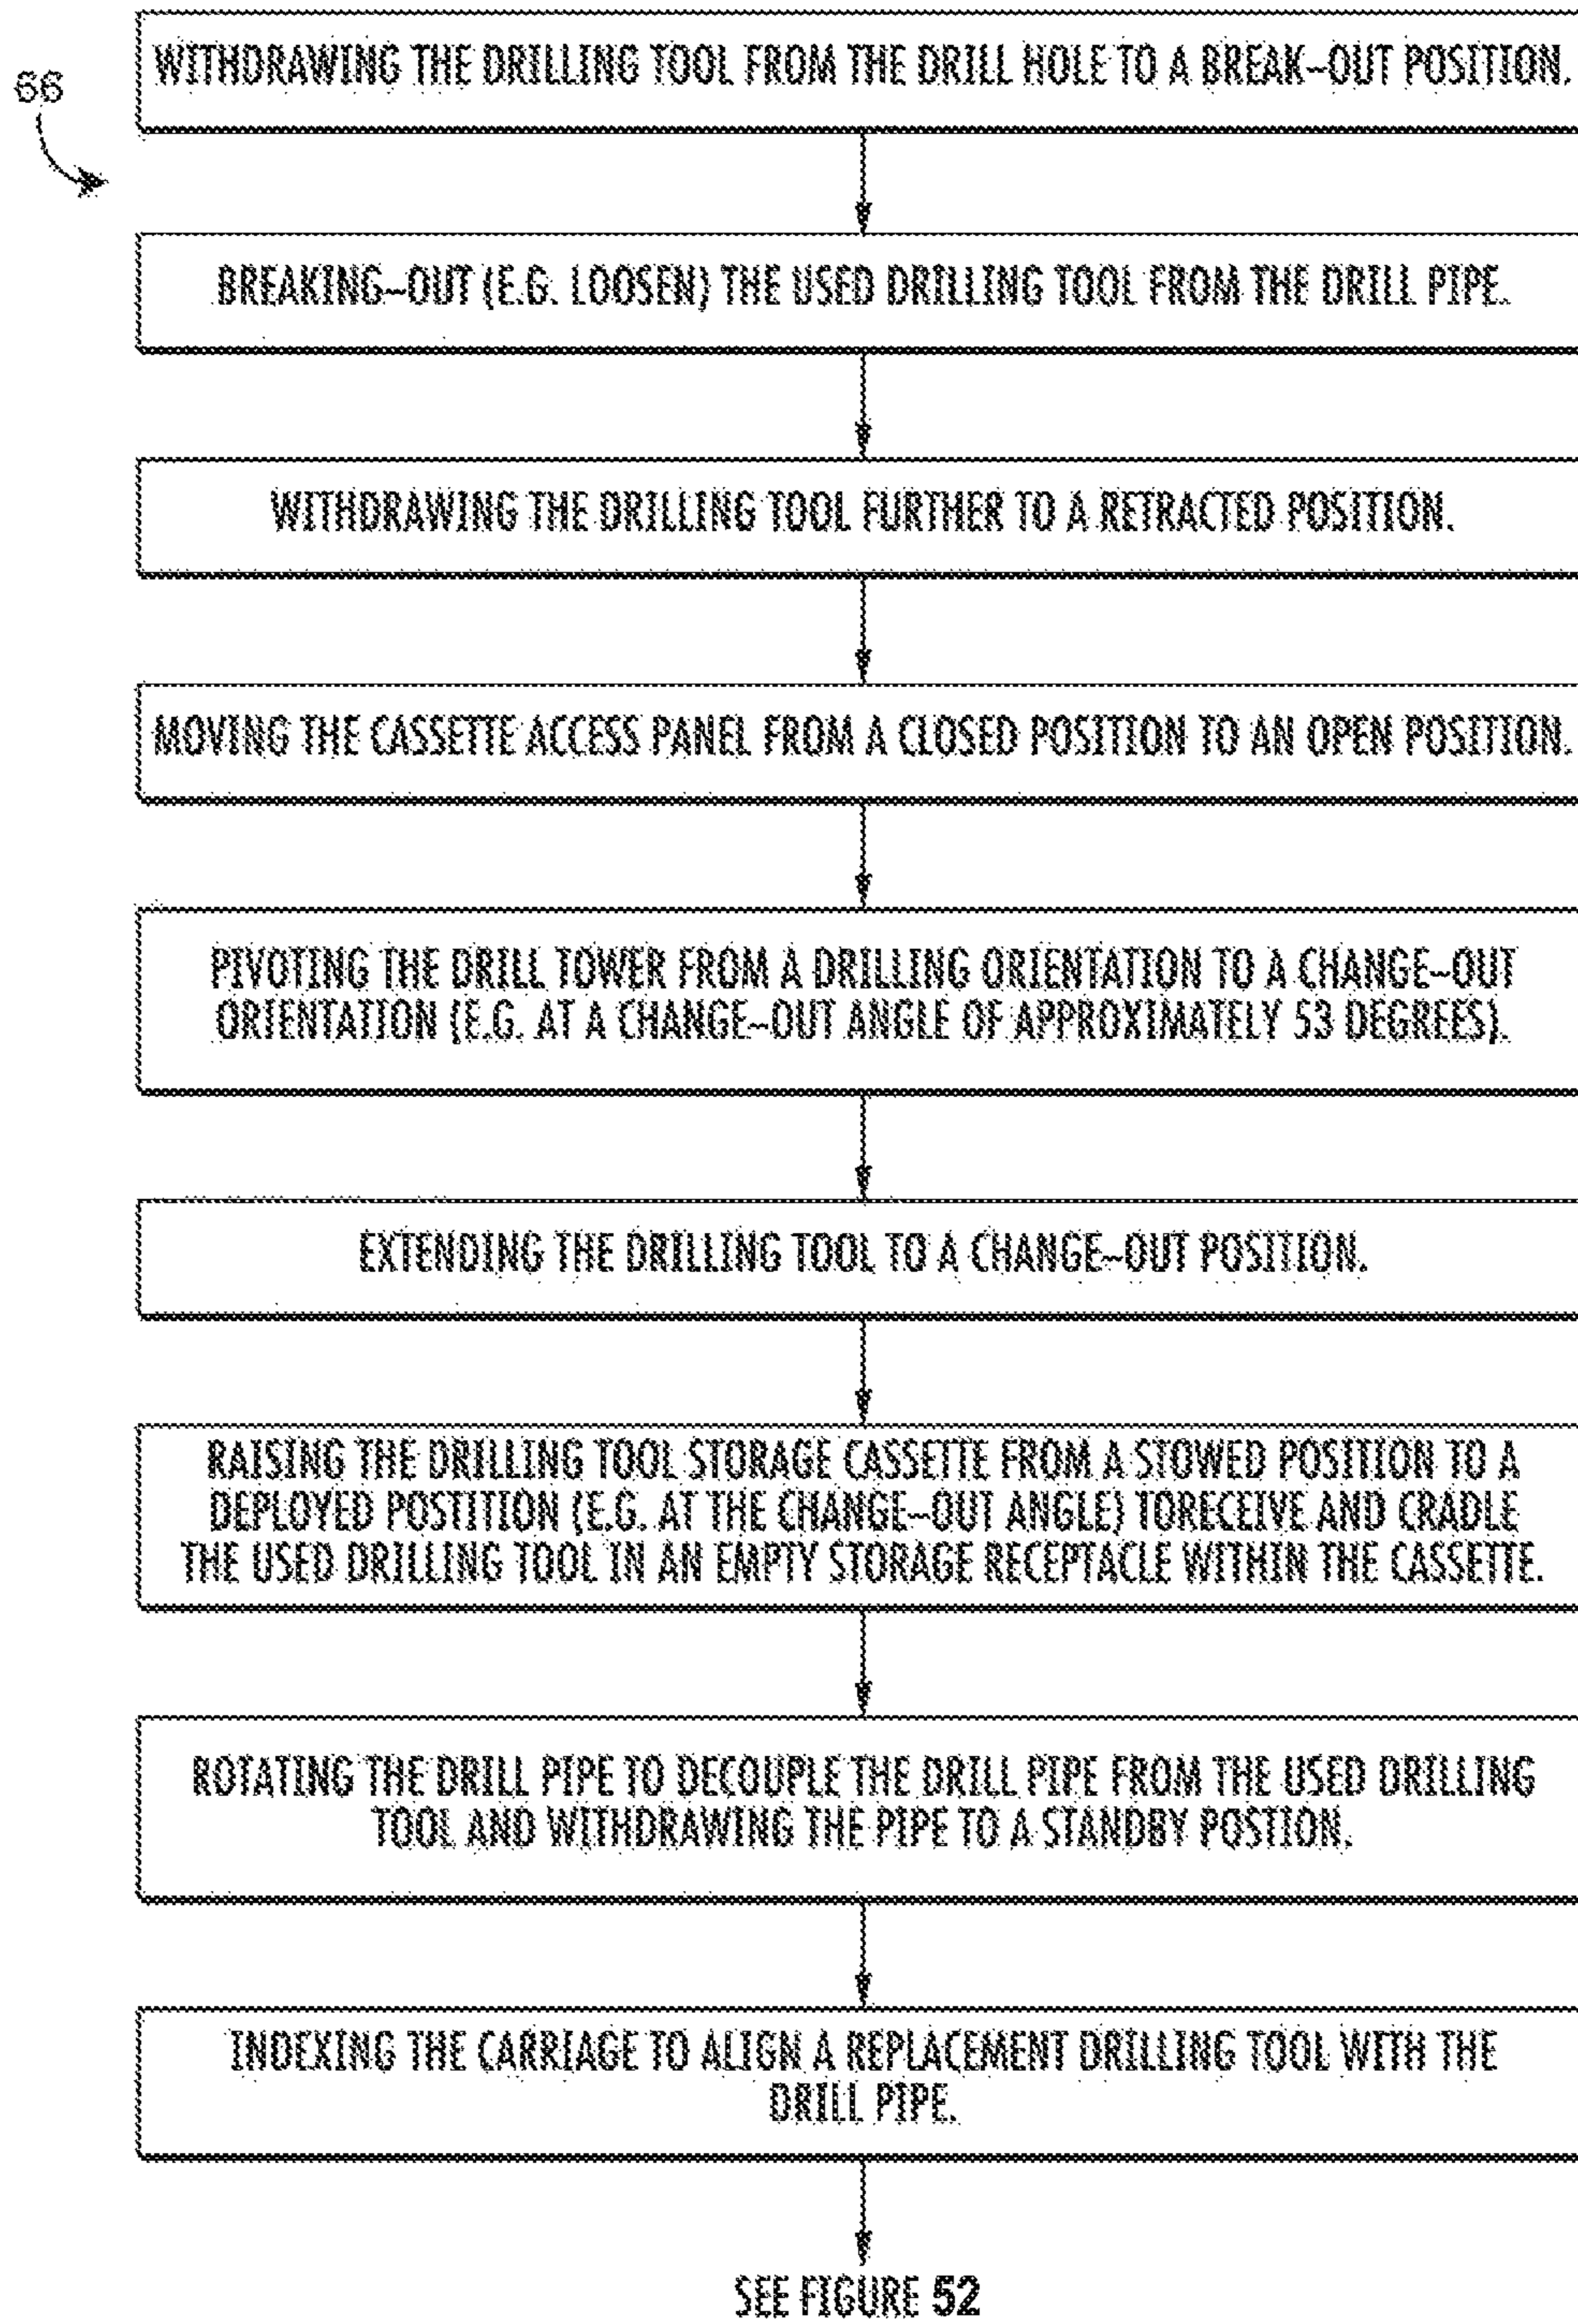 66
WITHDRAWING THE DRILLING TOOL FROM THE DRILL HOLE TO A BREAK-OUT POSITION.
BREAKING-OUT (E.G. LOOSEN) THE USED DRILLING TOOL FROM THE DRILL PIPE.
WITHDRAWING THE DRILLING TOOL FURTHER TO A RETRACTED POSITION.
MOVING THE CASSETTE ACCESS PANEL FROM A CLOSED POSITION TO AN OPEN POSITION.
PIVOTING THE DRILL TOWER FROM A DRILLING ORIENTATION TO A CHANGE-OUT
ORIENTATION (E.G. AT A CHANGE-OUT ANGLE OF APPROXIMATELY 53 DEGREES).
EXTENDING THE DRILLING TOOL TO A CHANGE-OUT POSITION.
RAISING THE DRILLING TOOL STORAGE CASSETTE FROM A STOWED POSITION TO A
DEPLOYED POSTITION (E.G. AT THE CHANGE-OUT ANGLE) TORECEIVE AND CRADLE
THE USED DRILLING TOOL IN AN EMPTY STORAGE RECEPTACLE WITHIN THE CASSETTE.
ROTATING THE DRILL PIPE TO DECOUPLE THE DRILL PIPE FROM THE USED DRILLING
TOOL AND WITHDRAWING THE PIPE TO A STANDBY POSTION.
INDEXING THE CARRIAGE TO ALIGN A REPLACEMENT DRILLING TOOL WITH THE
DRILL PIPE.
SEE FIGURE 52